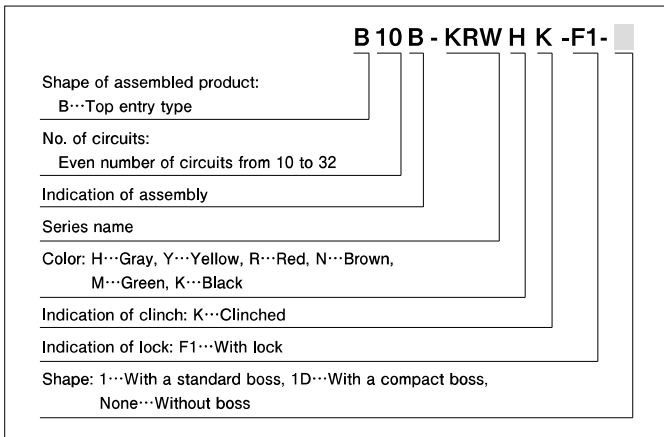 B 10 B - KRW H K -F1-
Shape of assembled product:
B···Top entry type
No. of circuits:
Even number of circuits from 10 to 32
Indication of assembly
Series name
Color: H···Gray, Y···Yellow, R···Red, N···Brown,
M···Green, K···Black
Indication of clinch: K···Clinched
Indication of lock: F1···With lock
Shape: 1···With a standard boss, 1D···With a compact boss,
None···Without boss